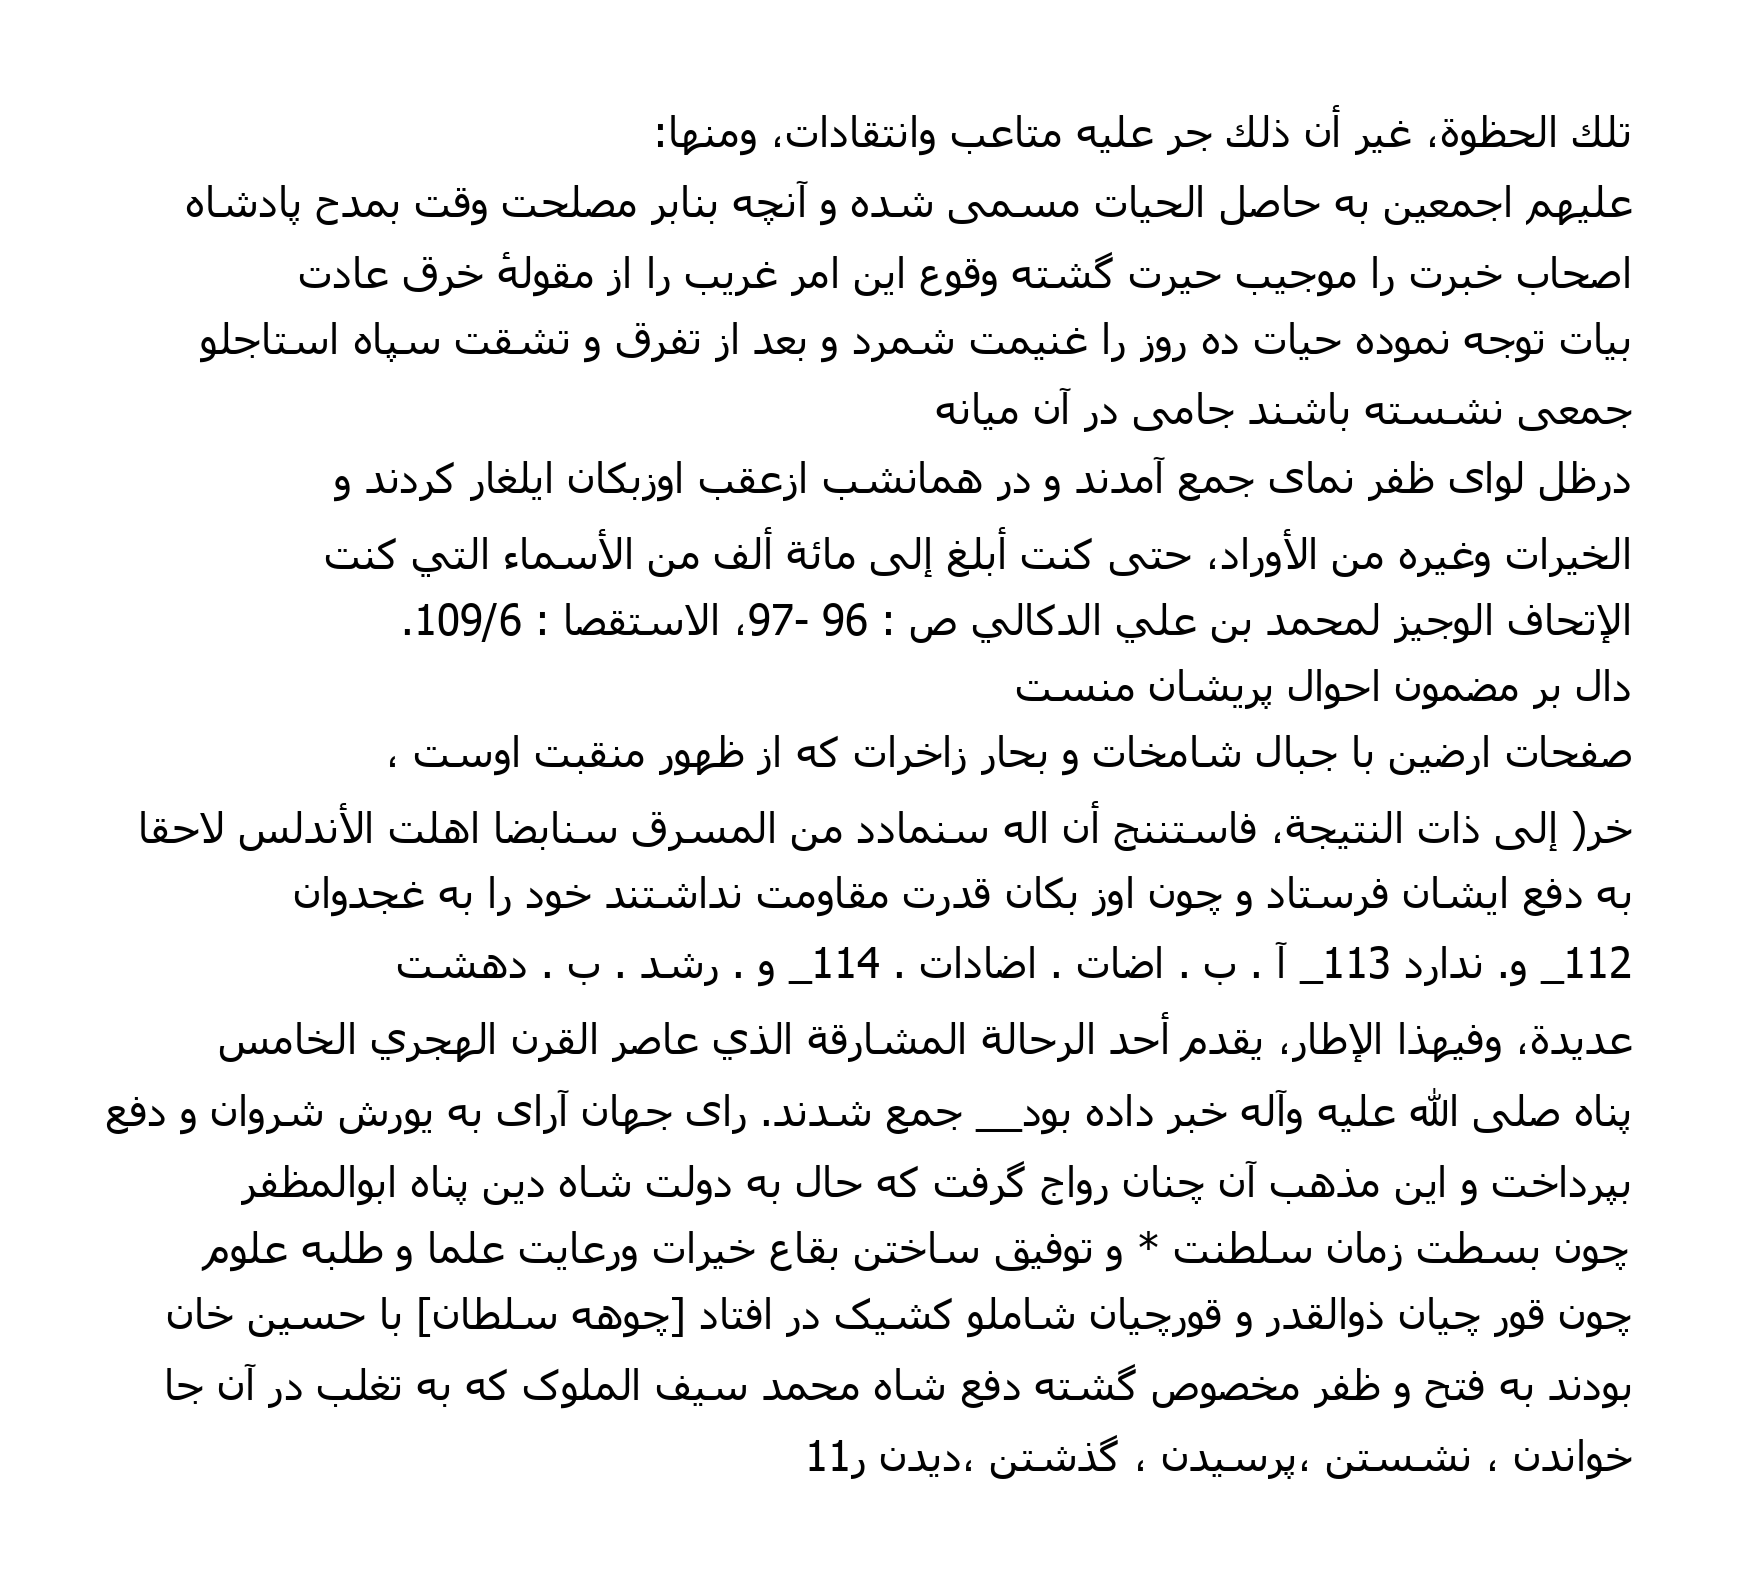 تلك الحظوة، غير أن ذلك جر عليه متاعب وانتقادات، ومنها:
عليهم اجمعين به حاصل الحيات مسمى شده و آنچه بنابر مصلحت وقت بمدح پادشاه
اصحاب خبرت را موجیب حیرت گشته وقوع این امر غریب را از مقولهٔ خرق عادت
بیات توجه نموده حیات ده روز را غنیمت شمرد و بعد از تفرق و تشقت سپاه استاجلو
جمعی نشسته باشند جامی در آن میانه
درظل لوای ظفر نمای جمع آمدند و در همانشب ازعقب اوزبکان ایلغار کردند و
الخيرات وغيره من الأوراد، حتى كنت أبلغ إلى مائة ألف من الأسماء التي كنت
الإتحاف الوجيز لمحمد بن علي الدكالي ص : 96 -97، الاستقصا : 109/6.
دال بر مضمون احوال پریشان منست
صفحات ارضین با جبال شامخات و بحار زاخرات که از ظهور منقبت اوست ،
خر( إلى ذات النتيجة، فاستننج أن اله سنمادد من المسرق سنابضا اهلت الأندلس لاحقا
به دفع ایشان فرستاد و چون اوز بکان قدرت مقاومت نداشتند خود را به غجدوان
112_ و. ندارد 113_ آ . ب . اضات . اضادات . 114_ و . رشد . ب . دهشت
عديدة، وفيهذا الإطار، يقدم أحد الرحالة المشارقة الذي عاصر القرن الهجري الخامس
پناه صلی الله علیه وآله خبر داده بود__ جمع شدند. رای جهان آرای به یورش شروان و دفع
بپرداخت و این مذهب آن چنان رواج گرفت که حال به دولت شاه دین پناه ابوالمظفر
چون بسطت زمان سلطنت * و توفیق ساختن بقاع خیرات ورعایت علما و طلبه علوم
چون قور چیان ذوالقدر و قورچیان شاملو کشیک در افتاد [چوهه سلطان] با حسین خان
بودند به فتح و ظفر مخصوص گشته دفع شاه محمد سیف الملوک که به تغلب در آن جا
خواندن ، نشستن ،پرسیدن ، گذشتن ،دیدن ر11